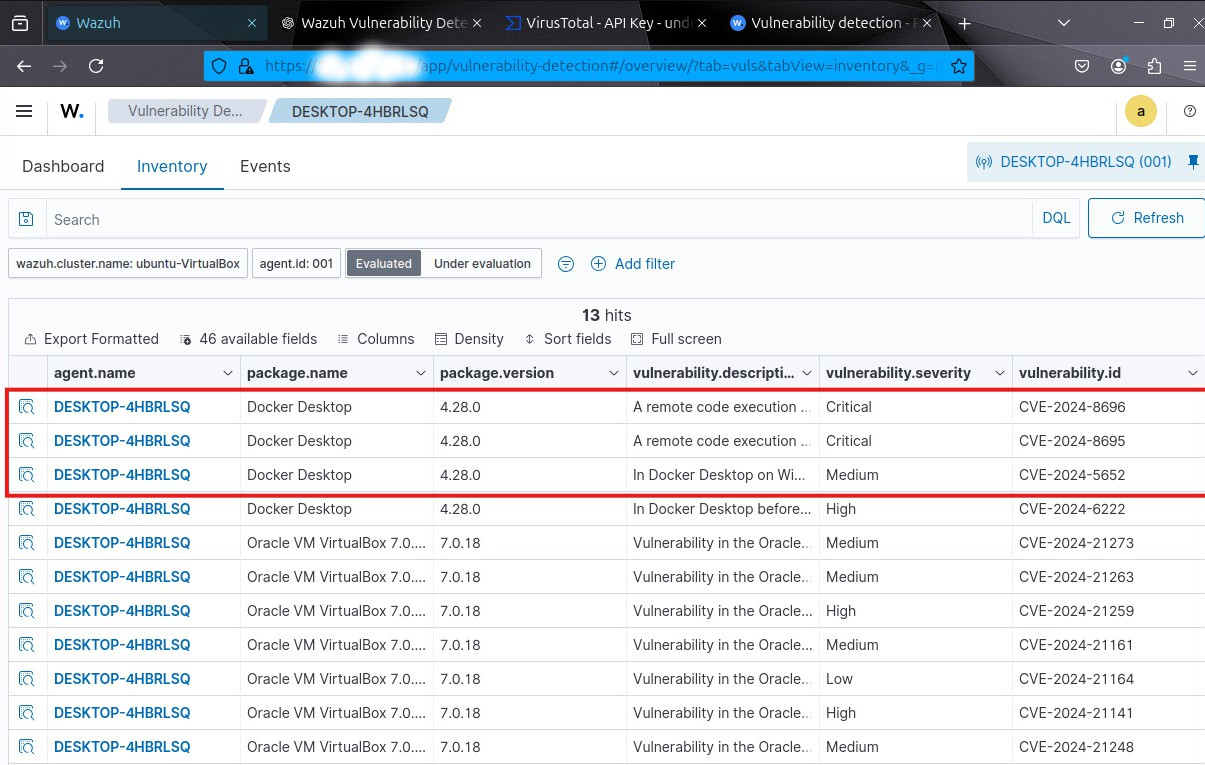 Wazuh
Wazuh Vulnerability Dete
VirusTotal - API Key - und
Vulnerability detection -
https:/ app/vulnerability-detection#/overview/?tab=vuls&tabView=inventory&_g=(
W.
Vulnerability De...
DESKTOP-4HBRLSQ
a
Dashboard
Inventory
Events
DESKTOP-4HBRLSQ (001)
Search
DQL
Refresh
wazuh.cluster.name: ubuntu-VirtualBox
agent.id: 001
Evaluated
Under evaluation
Add filter
13 hits
Export Formatted
46 available fields
Columns
Density
Sort fields
Full screen
agent.name package.name package.version vulnerability.descripti... vulnerability.severity vulnerability.id
DESKTOP-4HBRLSQ Docker Desktop 4.28.0 A remote code execution ... Critical CVE-2024-8696
DESKTOP-4HBRLSQ Docker Desktop 4.28.0 A remote code execution ... Critical CVE-2024-8695
DESKTOP-4HBRLSQ Docker Desktop 4.28.0 In Docker Desktop on Wi... Medium CVE-2024-5652
DESKTOP-4HBRLSQ Docker Desktop 4.28.0 In Docker Desktop before... High CVE-2024-6222
DESKTOP-4HBRLSQ Oracle VM VirtualBox 7.0.... 7.0.18 Vulnerability in the Oracle... Medium CVE-2024-21273
DESKTOP-4HBRLSQ Oracle VM VirtualBox 7.0.... 7.0.18 Vulnerability in the Oracle... Medium CVE-2024-21263
DESKTOP-4HBRLSQ Oracle VM VirtualBox 7.0.... 7.0.18 Vulnerability in the Oracle... High CVE-2024-21259
DESKTOP-4HBRLSQ Oracle VM VirtualBox 7.0.... 7.0.18 Vulnerability in the Oracle... Medium CVE-2024-21161
DESKTOP-4HBRLSQ Oracle VM VirtualBox 7.0.... 7.0.18 Vulnerability in the Oracle... Low CVE-2024-21164
DESKTOP-4HBRLSQ Oracle VM VirtualBox 7.0.... 7.0.18 Vulnerability in the Oracle... High CVE-2024-21141
DESKTOP-4HBRLSQ Oracle VM VirtualBox 7.0.... 7.0.18 Vulnerability in the Oracle... Medium CVE-2024-21248